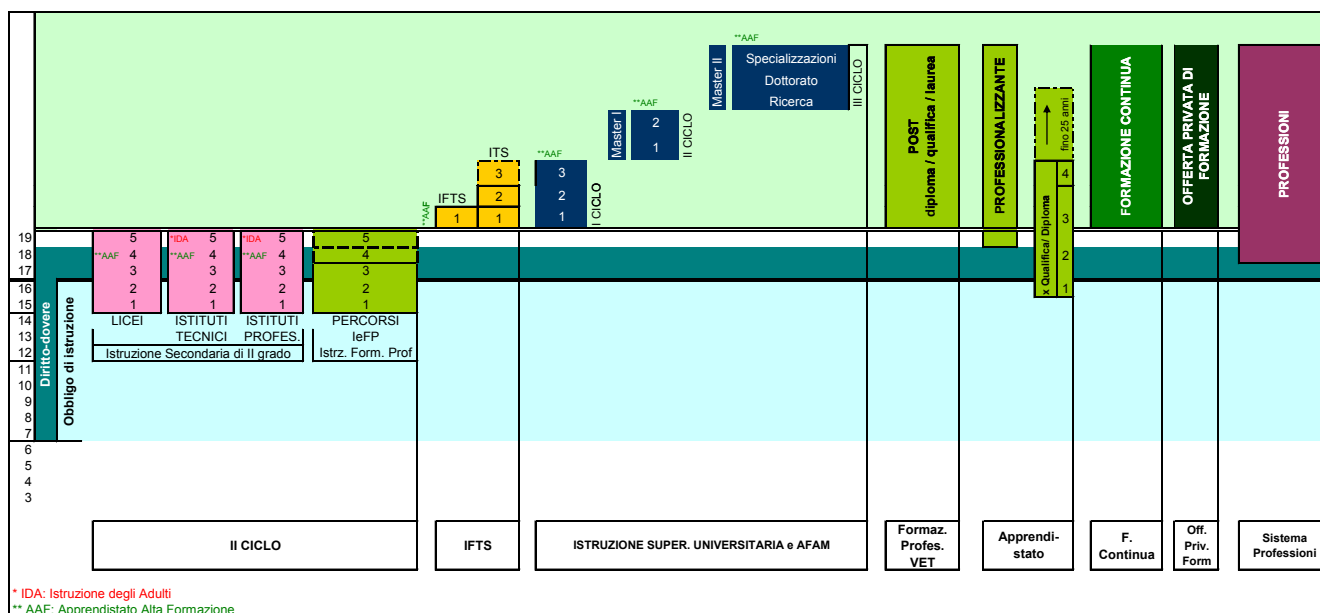 **AAF
Master II
Specializzazioni
Dottorato
Ricerca
III CICLO
**AAF
Master I
2
1
II CICLO
**AAF
3
2
1
I CICLO
ITS
3
2
1
IFTS
1
**AAF
POST
diploma / qualifica / laurea
PROFESSIONALIZZANTE
fino 25 anni
x Qualifica/ Diploma
4
3
2
1
FORMAZIONE CONTINUA
OFFERTA PRIVATA DI
FORMAZIONE
PROFESSIONI
19
18
17
16
15
14
13
12
11
10
9
8
7
6
5
4
3
Diritto-dovere
Obbligo di istruzione
5
**AAF 4
3
2
1
LICEI
*IDA 5
**AAF 4
3
2
1
ISTITUTI
TECNICI
*IDA 5
**AAF 4
3
2
1
ISTITUTI
PROFES.
Istruzione Secondaria di II grado
5
4
3
2
1
PERCORSI
IeFP
Istrz. Form. Prof
II CICLO
IFTS
ISTRUZIONE SUPER. UNIVERSITARIA e AFAM
Formaz.
Profes.
VET
Apprendi-
stato
F.
Continua
Off.
Priv.
Form
Sistema
Professioni
* IDA: Istruzione degli Adulti
** AAF: Apprendistato Alta Formazione